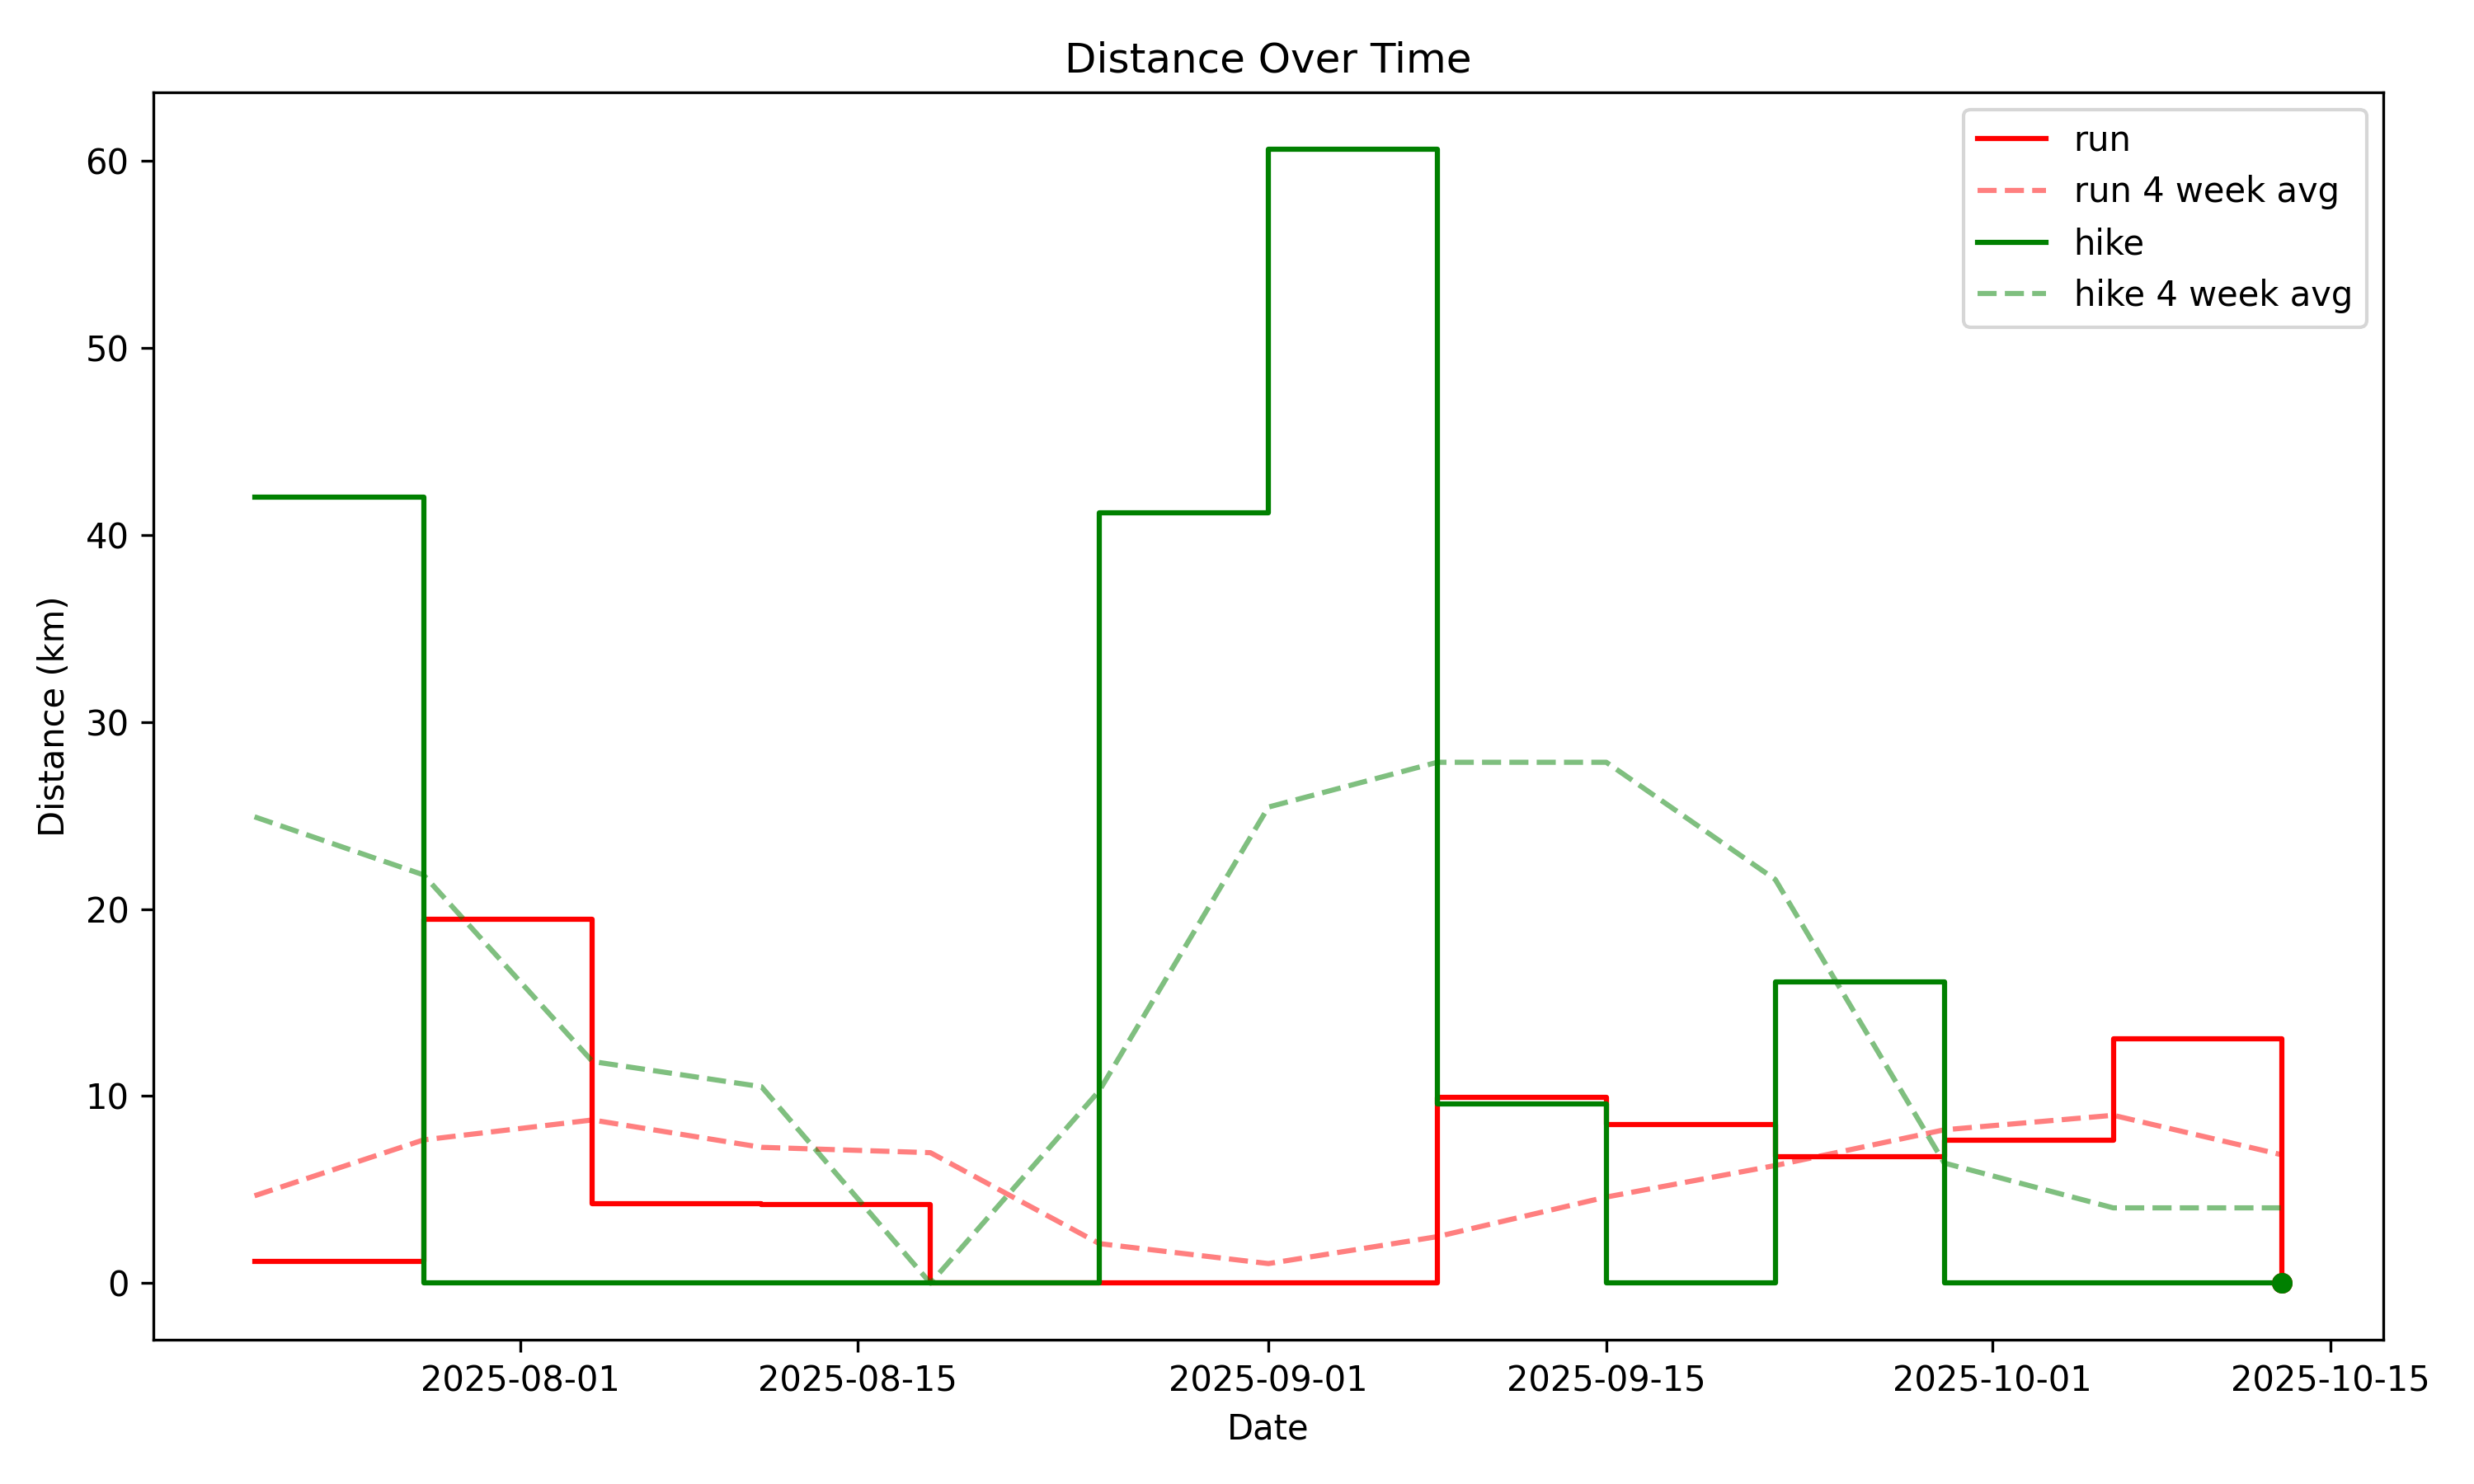 Distance Over Time
run
run 4 week avg
hike
hike 4 week avg
60
50
40
30
20
10
0
Distance (km)
2025-08-01
2025-08-15
2025-09-01
2025-09-15
2025-10-01
2025-10-15
Date